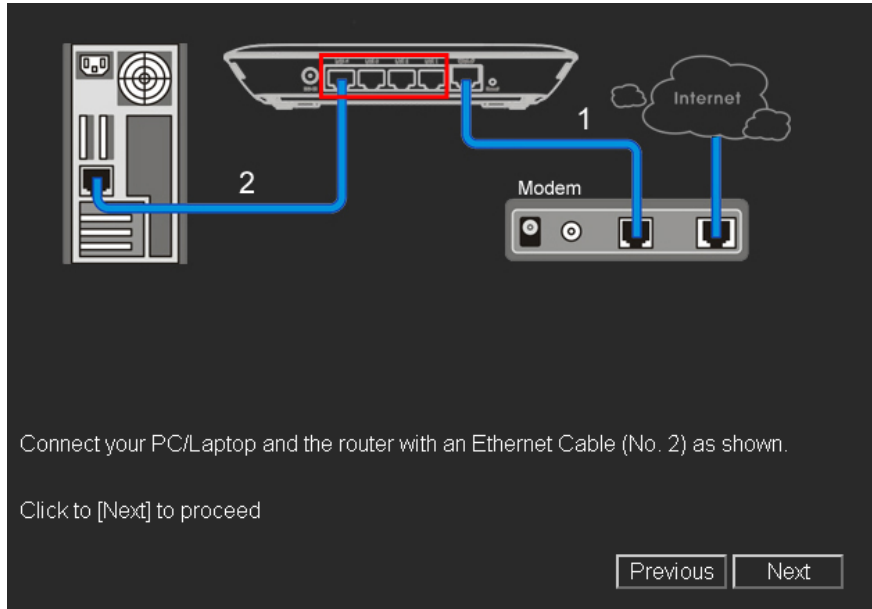 Internet
1
2
Modem
Connect your PC/Laptop and the router with an Ethernet Cable (No. 2) as shown.
Click to [Next] to proceed
Previous
Next